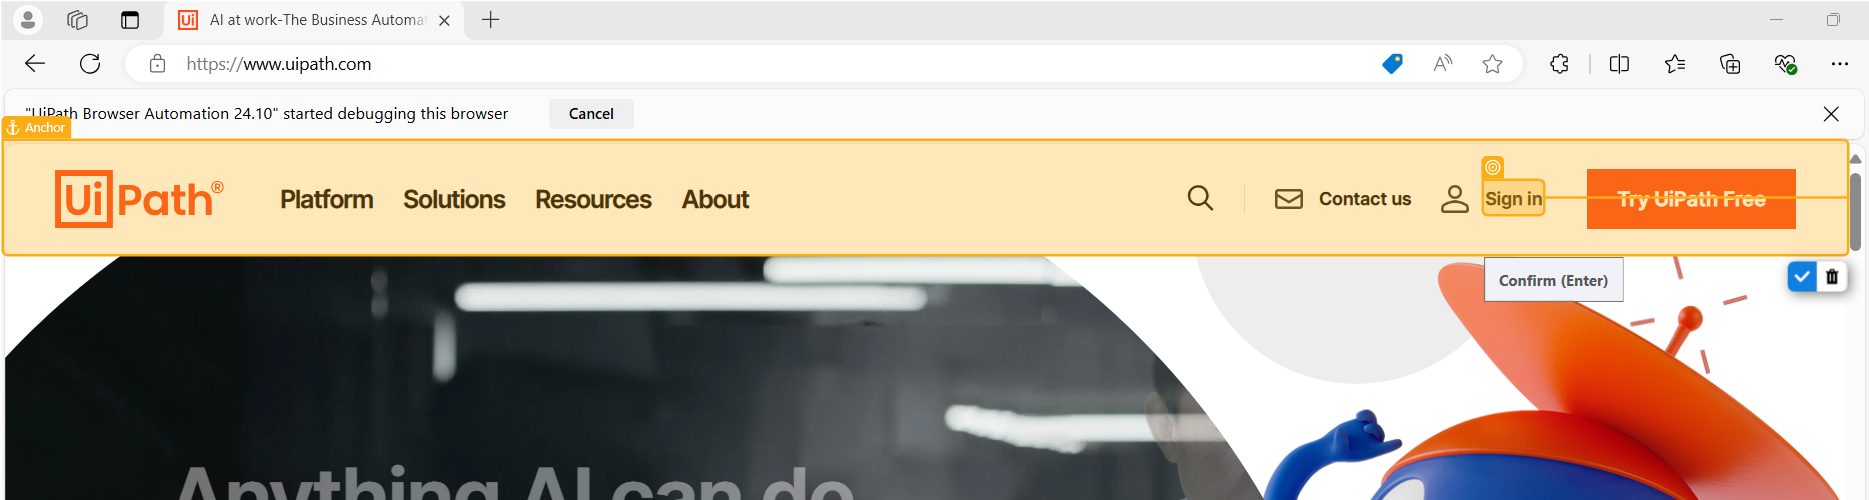 Ui AI at work-The Business Automat
https://www.uipath.com
"UiPath Browser Automation 24.10" started debugging this browser Cancel
Anchor
UiPath® Platform Solutions Resources About Contact us Sign in Try UiPath Free
Confirm (Enter)
Anything AI can do